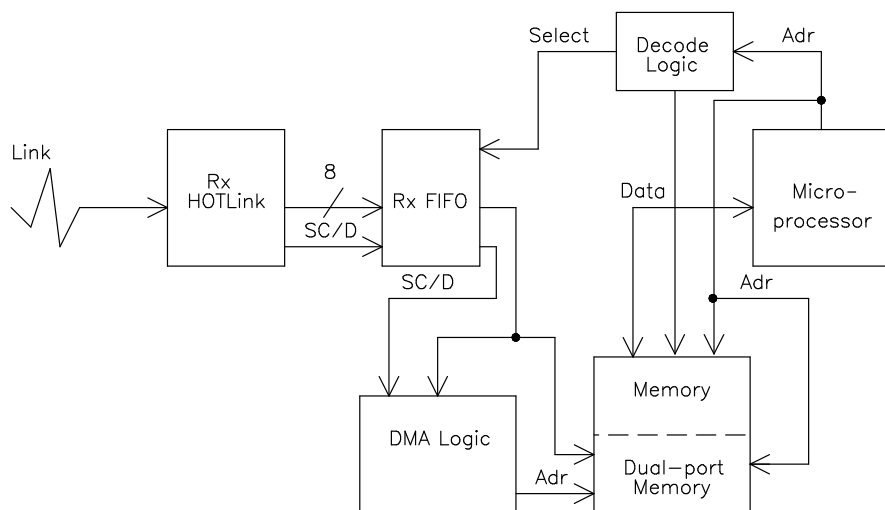 Select
Decode
Logic
Adr
Link
Rx
HOTLink
8
SC/D
Rx FIFO
Data
Micro-
processor
SC/D
Adr
Memory
DMA Logic
Adr
Dual-port
Memory